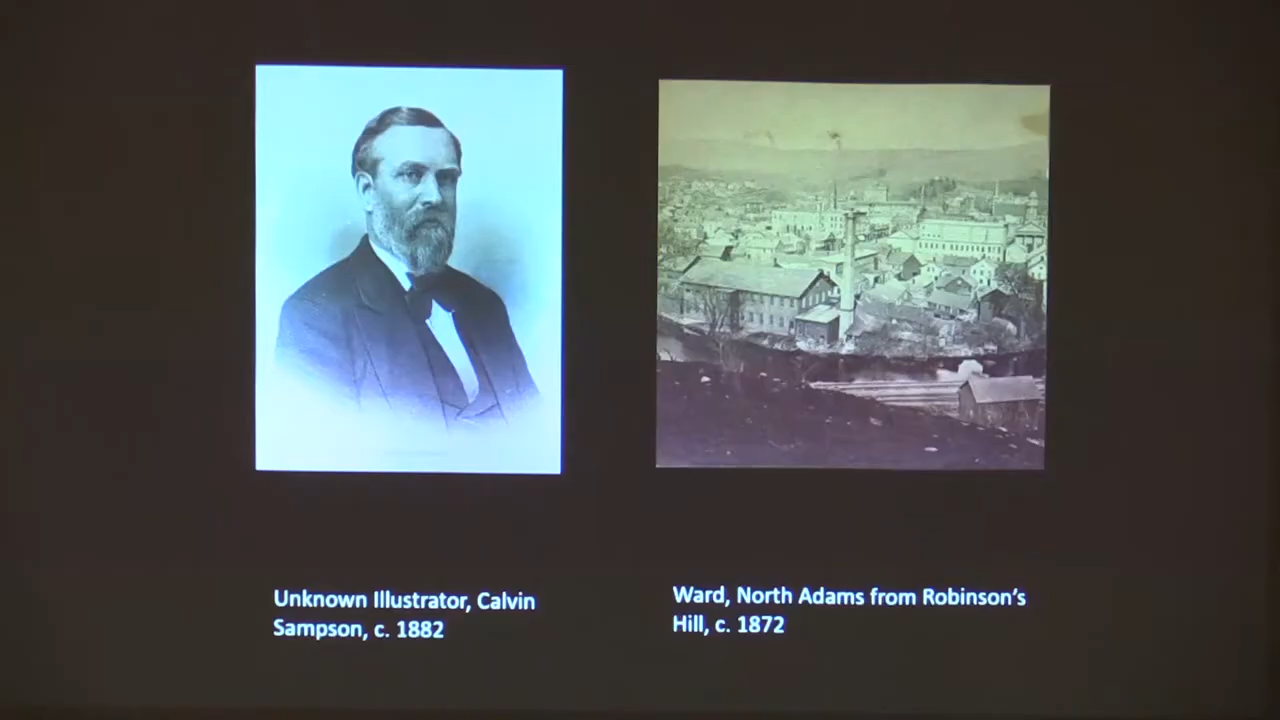 Unknown Illustrator, Calvin
Sampson, c. 1882
Ward, North Adams from Robinson's
Hill, c. 1872